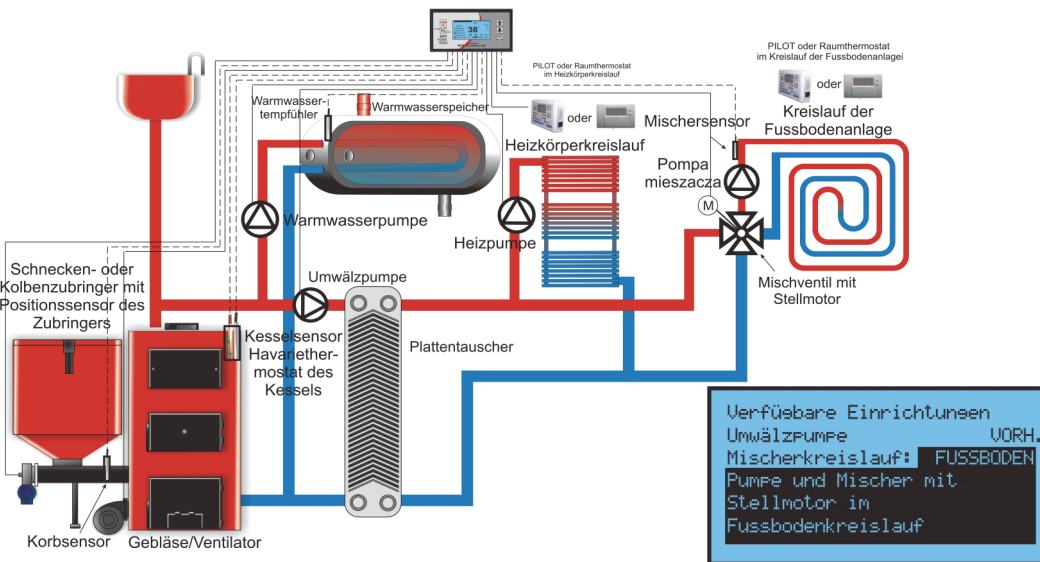 38
PILOT oder Raumthermostat
im Heizkörperkreislauf
PILOT oder Raumthermostat
im Kreislauf der Fussbodenanlagei
oder
oder
Warmwasser-
tempfühler
Warmwasserspeicher
Mischersensor
Kreislauf der
Fussbodenanlage
Heizkörperkreislauf
Pompa
mieszacza
M
Warmwasserpumpe
Heizpumpe
Schnecken- oder
Kolbenzubringer mit
Positionssensor des
Zubringers
Umwälzpumpe
Mischventil mit
Stellmotor
Kesselsensor
Havariether-
mostat des
Kessels
Plattentauscher
Verfügbare Einrichtungen
Umwälzpumpe VORH.
Mischerkreislauf: FUSSBODEN
Pumpe und Mischer mit
Stellmotor im
Fussbodenkreislauf
Korbsensor
Gebläse/Ventilator